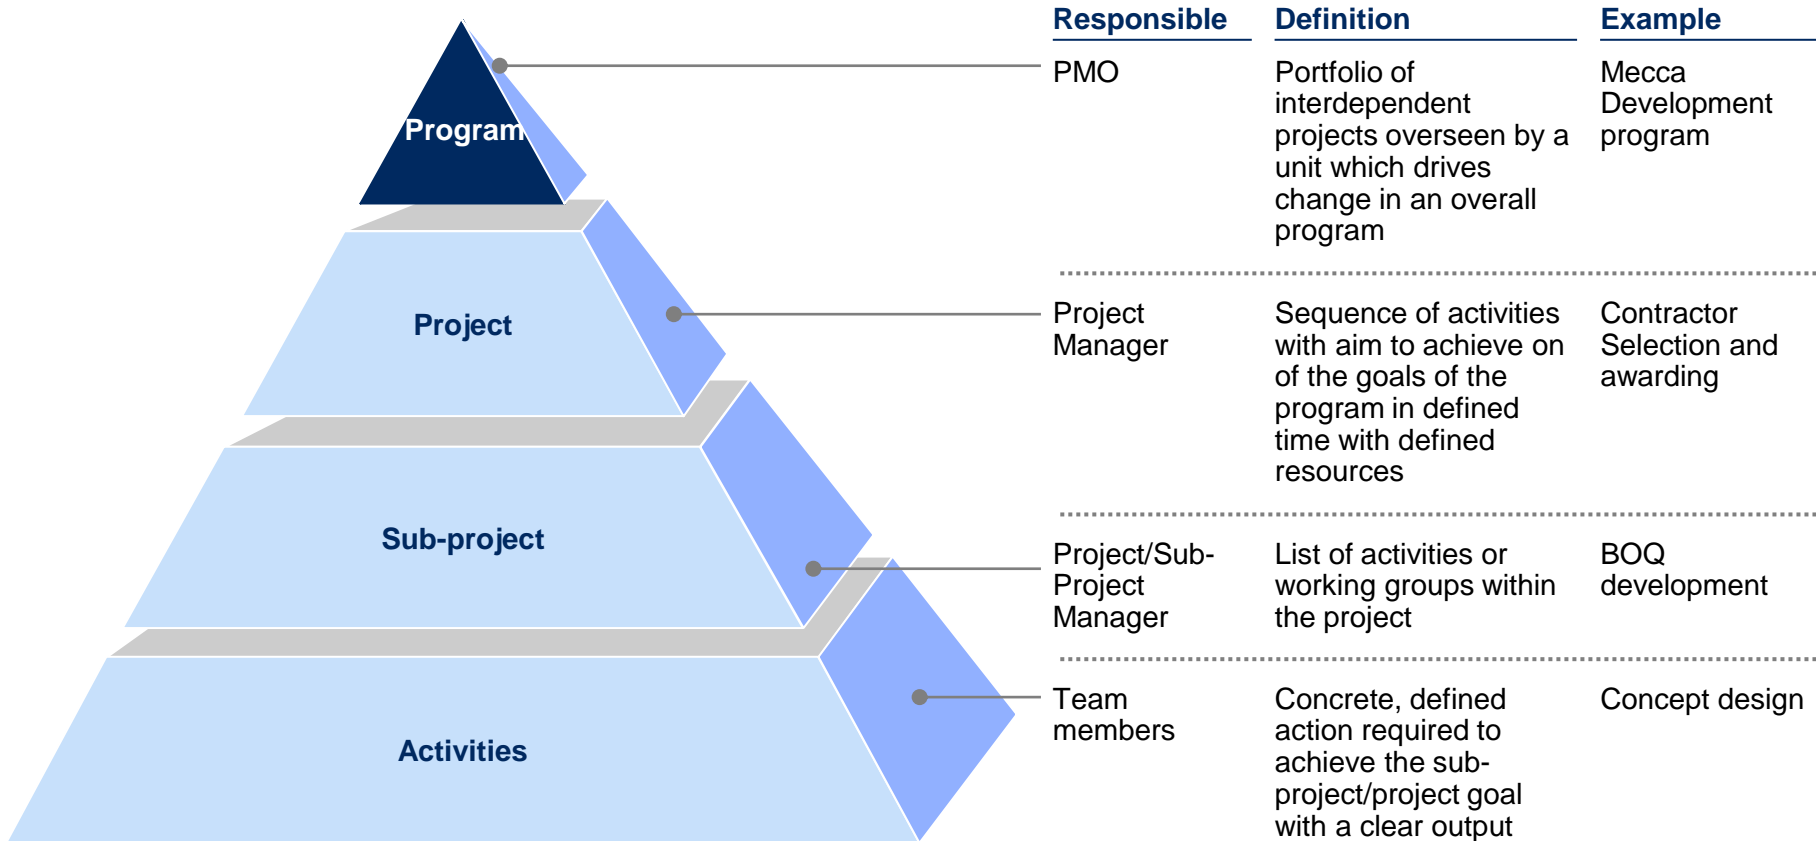 Responsible
Definition
Example
Program
PMO
Portfolio of
interdependent
projects overseen by a
unit which drives
change in an overall
program
Mecca
Development
program
Project
Project
Manager
Sequence of activities
with aim to achieve on
of the goals of the
program in defined
time with defined
resources
Contractor
Selection and
awarding
Sub-project
Project/Sub-
Project
Manager
List of activities or
working groups within
the project
BOQ
development
Activities
Team
members
Concrete, defined
action required to
achieve the sub-
project/project goal
with a clear output
Concept design